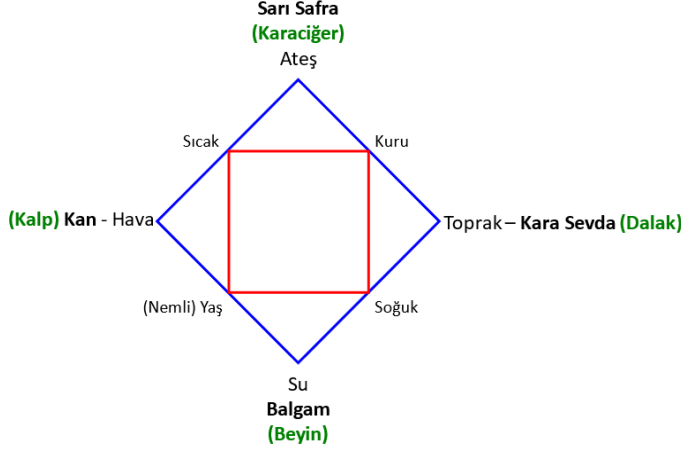 Sarı Safra
(Karaciğer)
Ateş
Sıcak
Kuru
(Kalp) Kan - Hava
Toprak – Kara Sevda (Dalak)
(Nemli) Yaş
Soğuk
Su
Balgam
(Beyin)